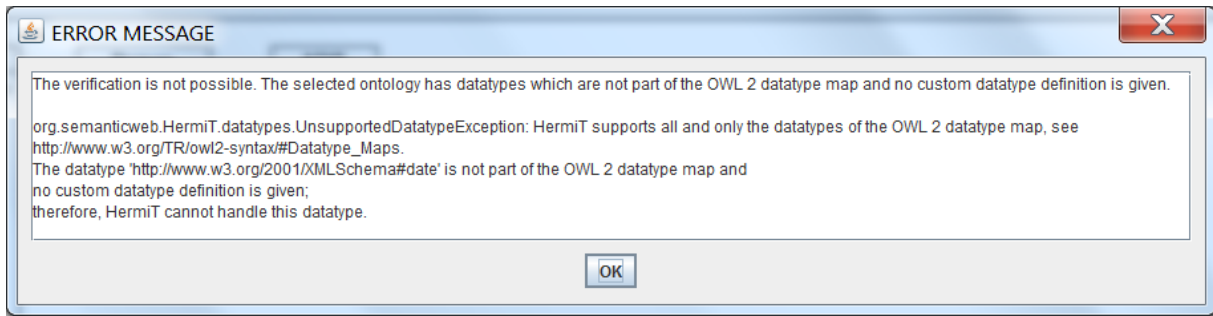 ERROR MESSAGE
The verification is not possible. The selected ontology has datatypes which are not part of the OWL 2 datatype map and no custom datatype definition is given.
org.semanticweb.HermiT.datatypes.UnsupportedDatatypeException: HermiT supports all and only the datatypes of the OWL 2 datatype map, see
http://www.w3.org/TR/owl2-syntax/#Datatype_Maps.
The datatype 'http://www.w3.org/2001/XMLSchema#date' is not part of the OWL 2 datatype map and
no custom datatype definition is given;
therefore, HermiT cannot handle this datatype.
OK